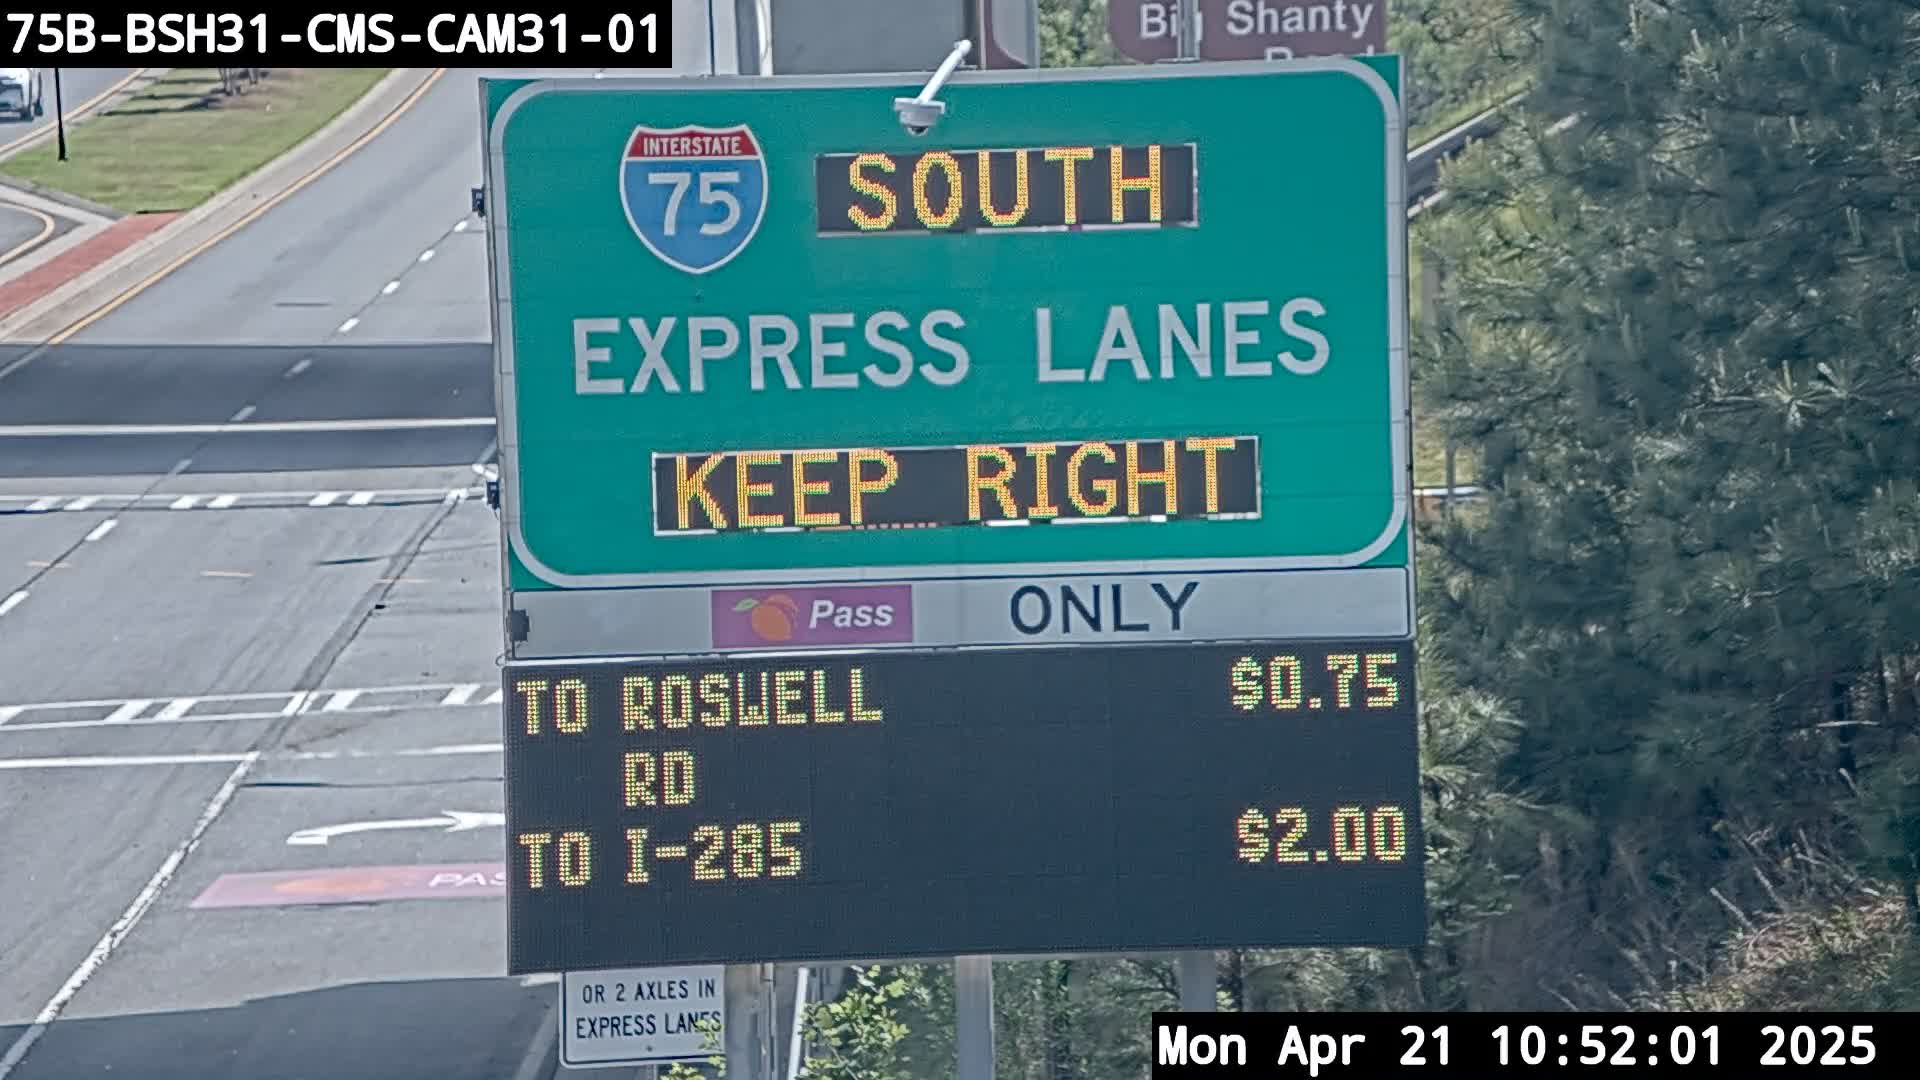 75B-BSH31-CMS-CAM31-01
Big Shanty
INTERSTATE
75
SOUTH
EXPRESS LANES
KEEP RIGHT
Pass ONLY
TO ROSWELL $0.75
RD
TO I-285 $2.00
OR 2 AXLES IN
EXPRESS LANES
Mon Apr 21 10:52:01 2025